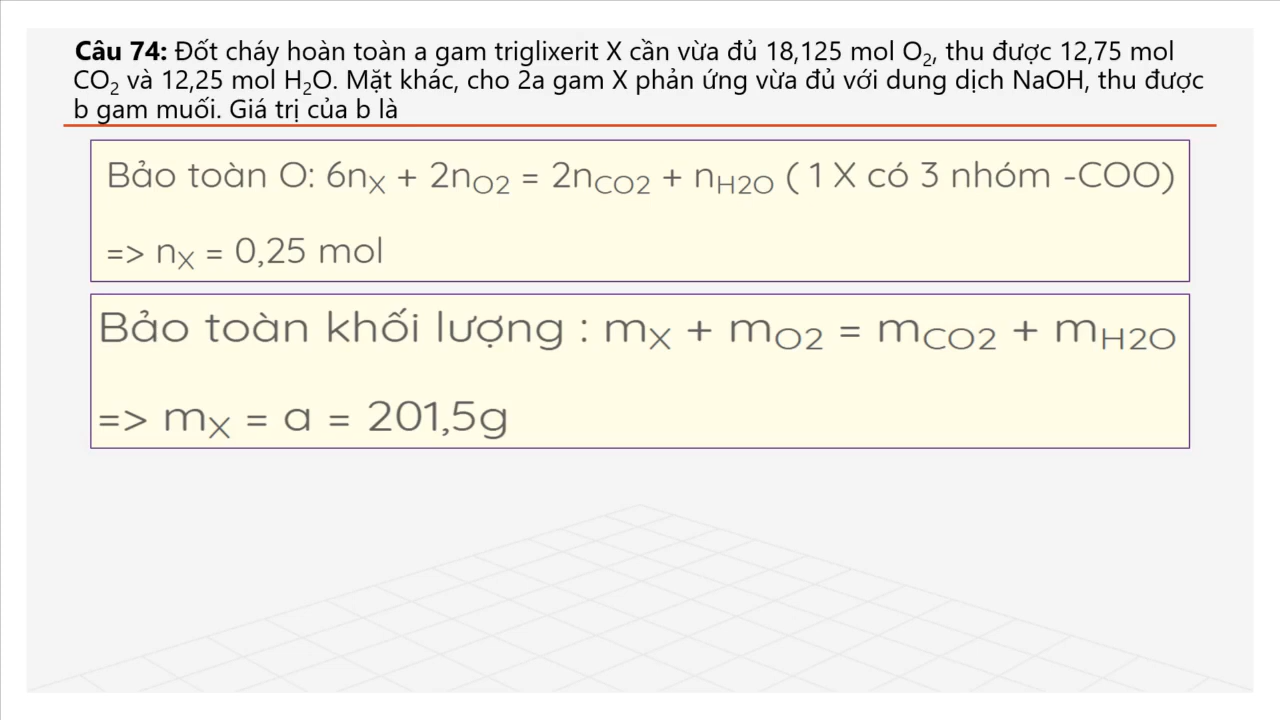 Câu 74: Đốt cháy hoàn toàn a gam triglixerit X cần vừa đủ 18,125 mol O₂, thu được 12,75 mol
CO₂ và 12,25 mol H₂O. Mặt khác, cho 2a gam X phản ứng vừa đủ với dung dịch NaOH, thu được
b gam muối. Giá trị của b là
Bảo toàn O: 6nX + 2nO2 = 2nCO2 + nH2O ( 1 X có 3 nhóm -COO)
=> nX = 0,25 mol
Bảo toàn khối lượng : mX + mO2 = mCO2 + mH2O
=> mX = a = 201,5g